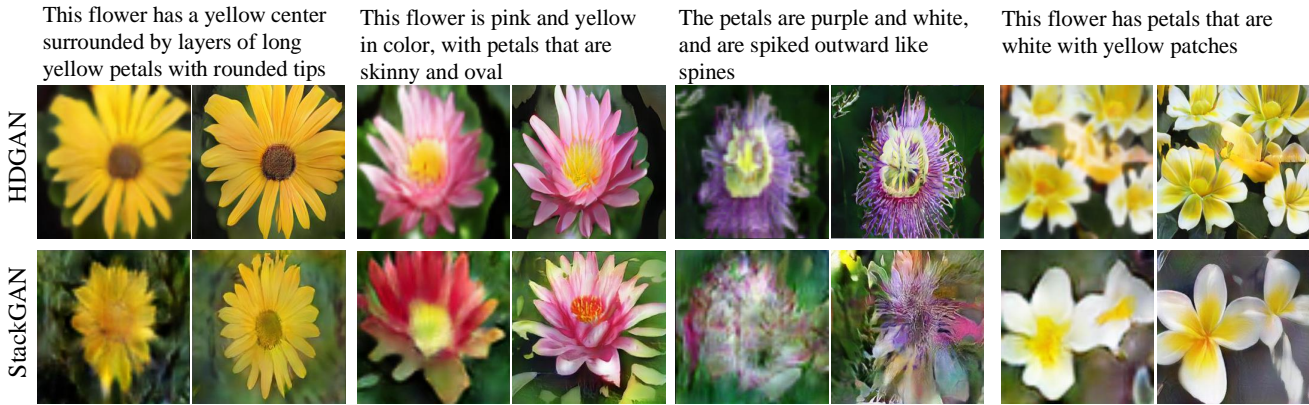 This flower has a yellow center
surrounded by layers of long
yellow petals with rounded tips
This flower is pink and yellow
in color, with petals that are
skinny and oval
The petals are purple and white,
and are spiked outward like
spines
This flower has petals that are
white with yellow patches
HDGAN
StackGAN